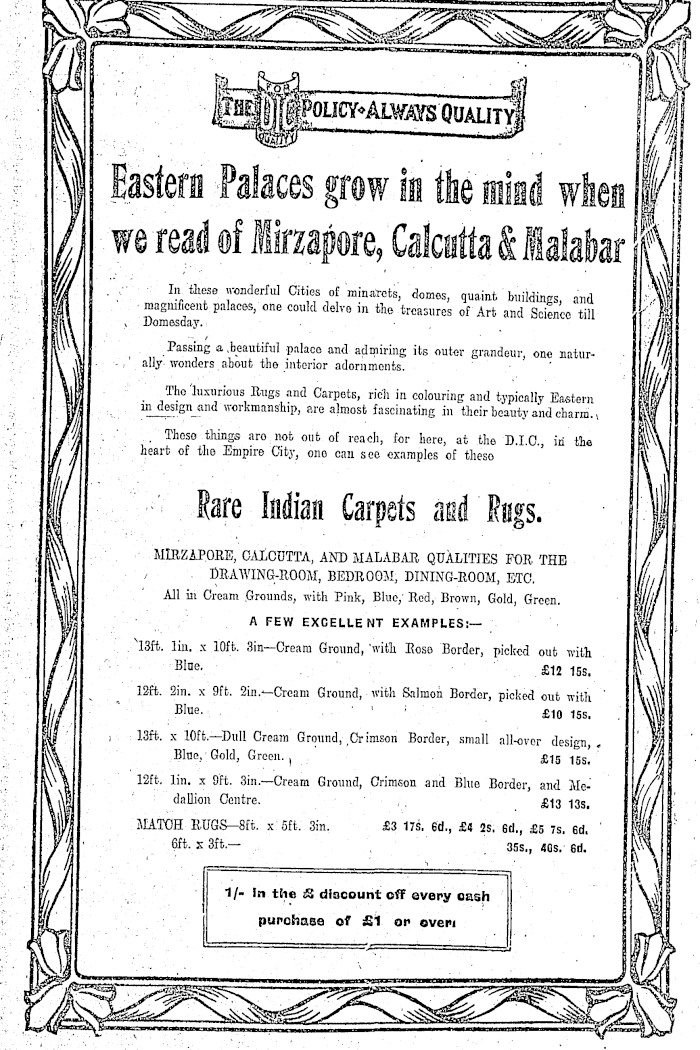 FOR
THE DIC POLICY ALWAYS QUALITY
QUALITY
Eastern Palaces grow in the mind when
we read of Mirzapore, Calcutta & Malabar
In these wonderful Cities of minarets, domes, quaint buildings, and
magnificent palaces, one could delve in the treasures of Art and Science till
Domesday.
Passing a beautiful palace and admiring its outer grandeur, one natur-
ally wonders about the interior adornments.
The luxurious Rugs and Carpets, rich in colouring and typically Eastern
in design and workmanship, are almost fascinating in their beauty and charm.
These things are not out of reach, for here, at the D.I.C., in the
heart of the Empire City, one can see examples of these
Rare Indian Carpets and Rugs.
MIRZAPORE, CALCUTTA, AND MALABAR QUALITIES FOR THE
DRAWING-ROOM, BEDROOM, DINING-ROOM, ETC.
All in Cream Grounds, with Pink, Blue, Red, Brown, Gold, Green.
A FEW EXCELLENT EXAMPLES:—
13ft. 1in. x 10ft. 3in—Cream Ground, with Rose Border, picked out with
Blue. £12 15s.
12ft. 2in. x 9ft. 2in.—Cream Ground, with Salmon Border, picked out with
Blue. £10 15s.
13ft. x 10ft.—Dull Cream Ground, Crimson Border, small all-over design,
Blue, Gold, Green. £15 15s.
12ft. 1in. x 9ft. 3in.—Cream Ground, Crimson and Blue Border, and Me-
dallion Centre. £13 13s.
MATCH RUGS—8ft. x 5ft. 3in. £3 17s. 6d., £4 2s. 6d., £5 7s. 6d.
6ft. x 3ft.— 35s., 40s. 6d.
1/- in the £ discount off every cash
purchase of £1 or over